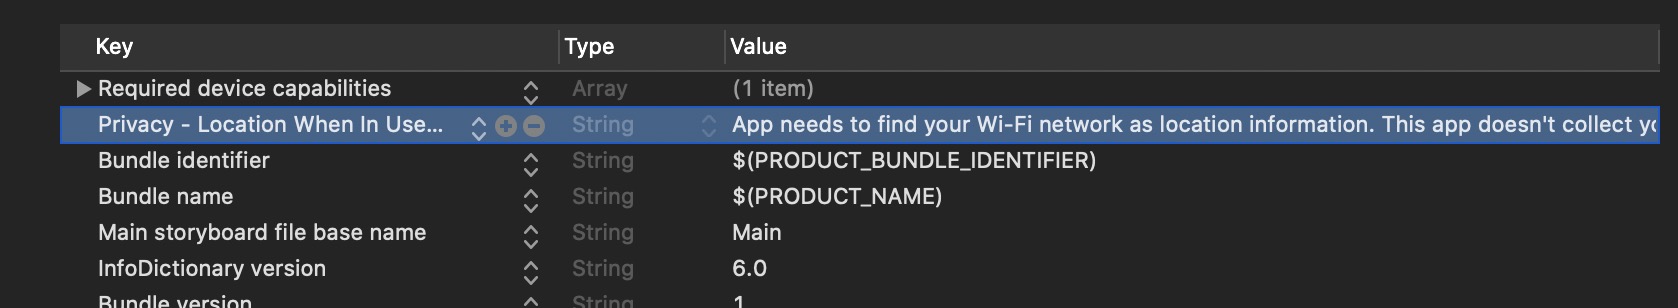 Key Type Value
Required device capabilities Array (1 item)
Privacy - Location When In Use... String App needs to find your Wi-Fi network as location information. This app doesn't collect
Bundle identifier String $(PRODUCT_BUNDLE_IDENTIFIER)
Bundle name String $(PRODUCT_NAME)
Main storyboard file base name String Main
InfoDictionary version String 6.0
Bundle version String 1